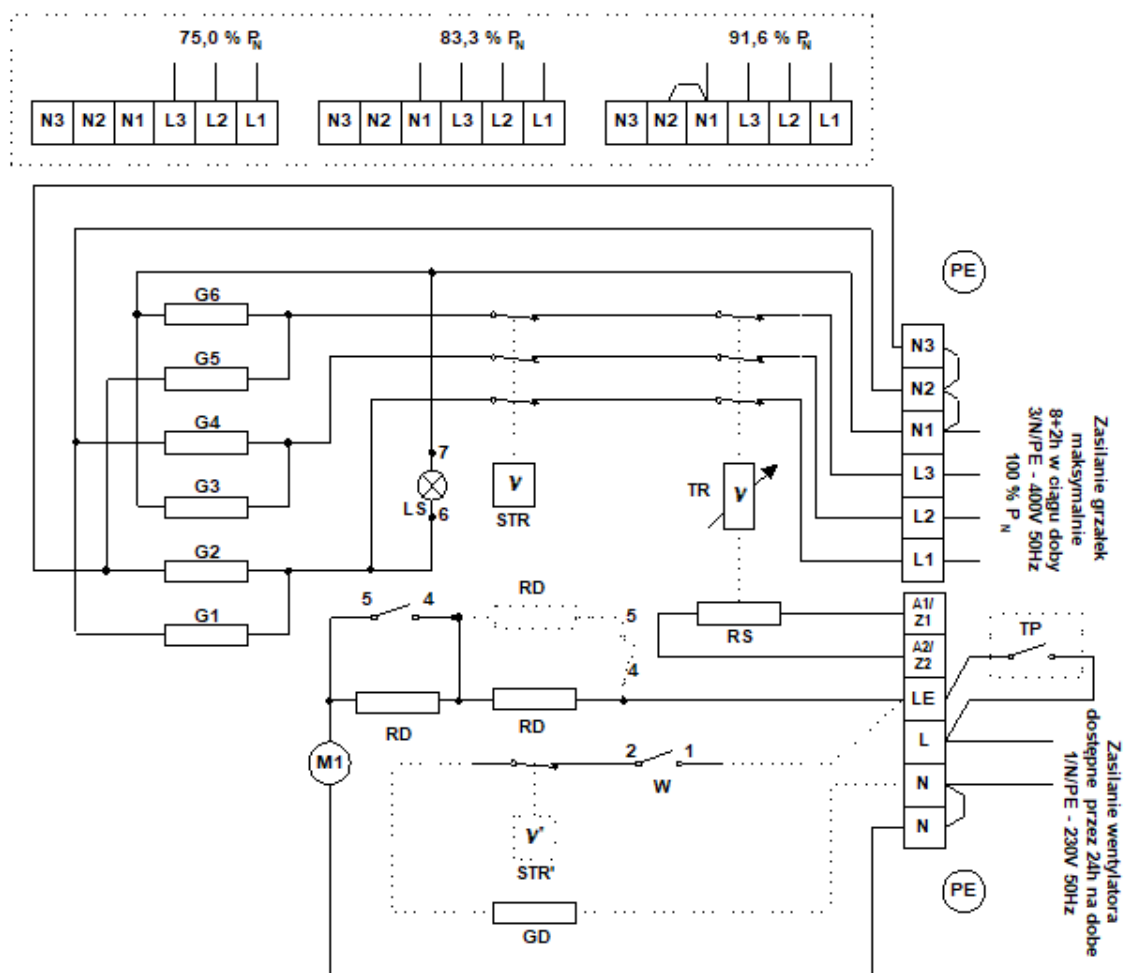 75,0 % PN
83,3 % PN
91,6 % PN
N3 N2 N1 L3 L2 L1
N3 N2 N1 L3 L2 L1
N3 N2 N1 L3 L2 L1
PE
G6
G5
G4
G3
G2
G1
7
LS
6
V
STR
TR
V
N3
N2
N1
L3
L2
L1
Zasilanie grzałek
maksymalnie
8+2h w ciągu doby
3/N/PE - 400V 50Hz
100 % PN
5
4
RD
5
4
RS
A1/
Z1
A2/
Z2
TP
LE
RD
RD
L
M1
2
1
W
N
N
V'
STR'
GD
PE
Zasilanie wentylatora
dostępne przez 24h na dobe
1/N/PE - 230V 50Hz